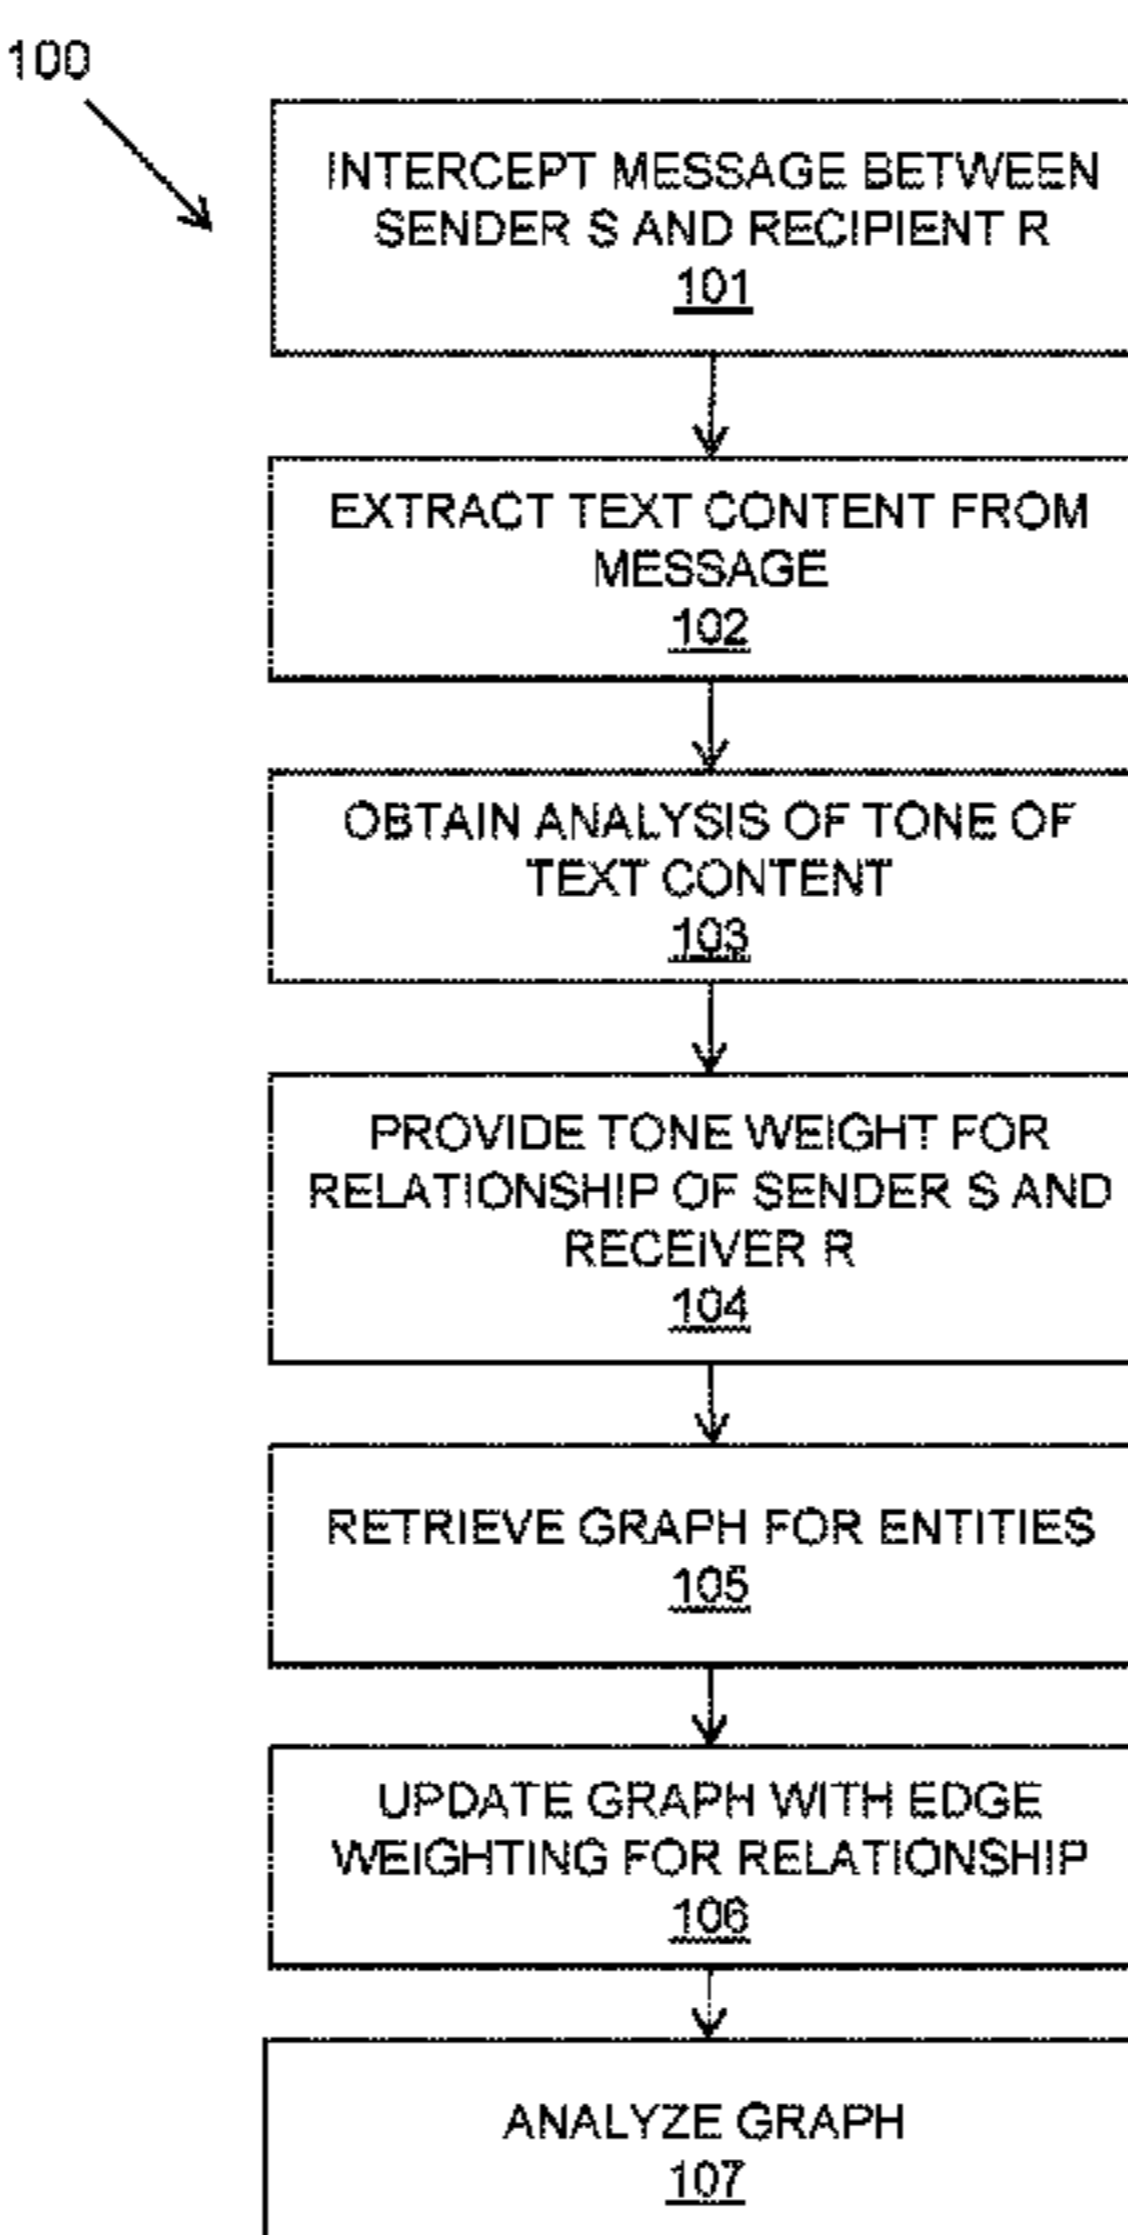 100
INTERCEPT MESSAGE BETWEEN
SENDER S AND RECIPIENT R
101
EXTRACT TEXT CONTENT FROM
MESSAGE
102
OBTAIN ANALYSIS OF TONE OF
TEXT CONTENT
103
PROVIDE TONE WEIGHT FOR
RELATIONSHIP OF SENDER S AND
RECEIVER R
104
RETRIEVE GRAPH FOR ENTITIES
105
UPDATE GRAPH WITH EDGE
WEIGHTING FOR RELATIONSHIP
106
ANALYZE GRAPH
107